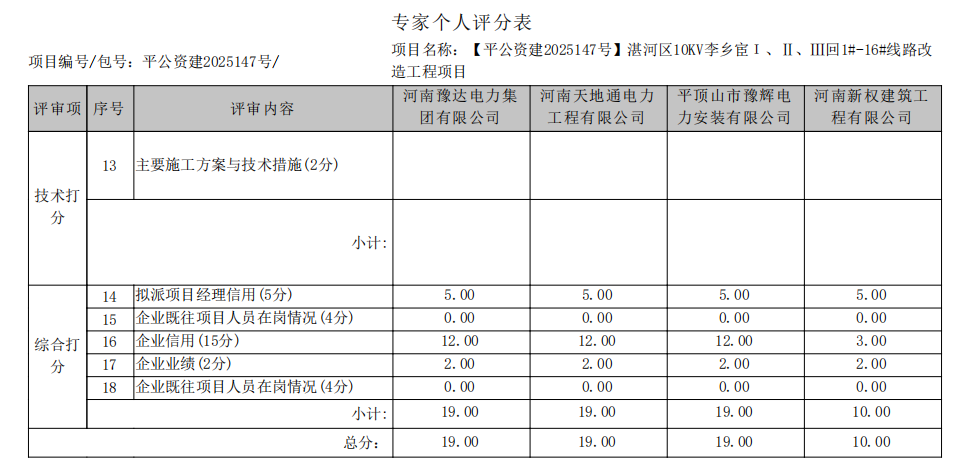 专家个人评分表
项目编号/包号: 平公资建2025147号/
项目名称: 【平公资建2025147号】湛河区10KV李乡宦Ⅰ、Ⅱ、Ⅲ回1#-16#线路改
造工程项目
评审项 序号 评审内容 河南豫达电力集团有限公司 河南天地通电力工程有限公司 平顶山市豫辉电力安装有限公司 河南新权建筑工程有限公司
技术打分
13 主要施工方案与技术措施(2分)
小计:
综合打分
14 拟派项目经理信用(5分) 5.00 5.00 5.00 5.00
15 企业既往项目人员在岗情况(4分) 0.00 0.00 0.00 0.00
16 企业信用(15分) 12.00 12.00 12.00 3.00
17 企业业绩(2分) 2.00 2.00 2.00 2.00
18 企业既往项目人员在岗情况(4分) 0.00 0.00 0.00 0.00
小计: 19.00 19.00 19.00 10.00
总分: 19.00 19.00 19.00 10.00